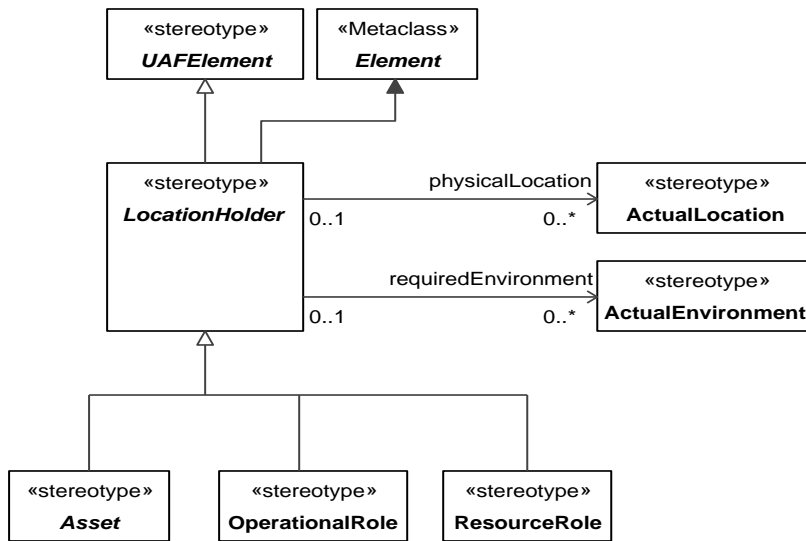 «stereotype»
UAFElement
«Metaclass»
Element
«stereotype»
LocationHolder
physicalLocation
0..1
0..*
«stereotype»
ActualLocation
requiredEnvironment
0..1
0..*
«stereotype»
ActualEnvironment
«stereotype»
Asset
«stereotype»
OperationalRole
«stereotype»
ResourceRole